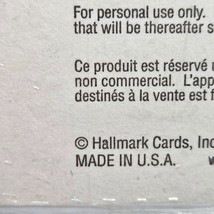 For personal use only.
that will be thereafter s
Ce produit est réservé
non commercial. L'app
destinés à la vente est f
© Hallmark Cards, Inc
MADE IN U.S.A.